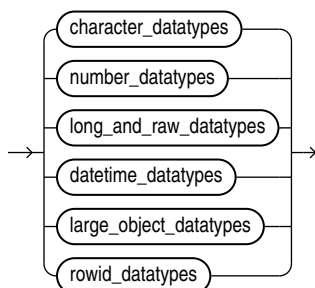 character_datatypes
number_datatypes
long_and_raw_datatypes
datetime_datatypes
large_object_datatypes
rowid_datatypes